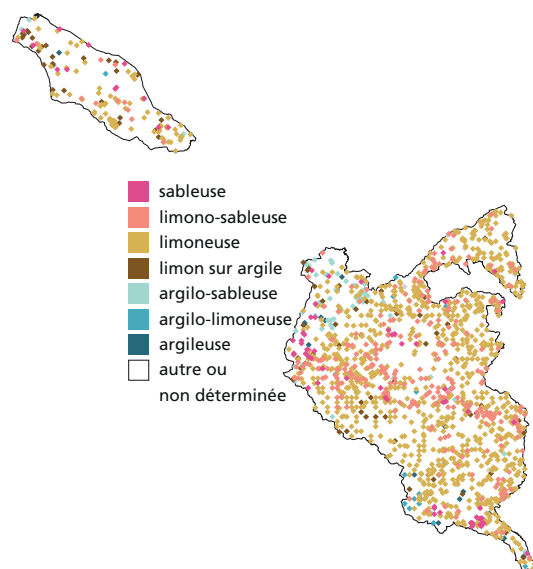 sableuse
limono-sableuse
limoneuse
limon sur argile
argilo-sableuse
argilo-limoneuse
argileuse
autre ou
non déterminée